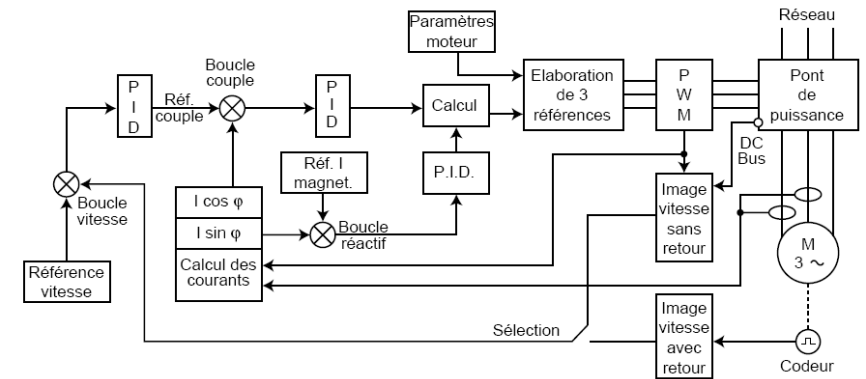 Réseau
Paramètres
moteur
Boucle
couple
P
I
D
Réf.
couple
P
I
D
Calcul
Elaboration
de 3
références
P
W
M
Pont
de
puissance
DC
Bus
Réf. I
magnet.
P.I.D.
Image
vitesse
sans
retour
Boucle
vitesse
I cos φ
I sin φ
Calcul des
courants
Boucle
réactif
M
3 ~
Référence
vitesse
Sélection
Image
vitesse
avec
retour
Codeur